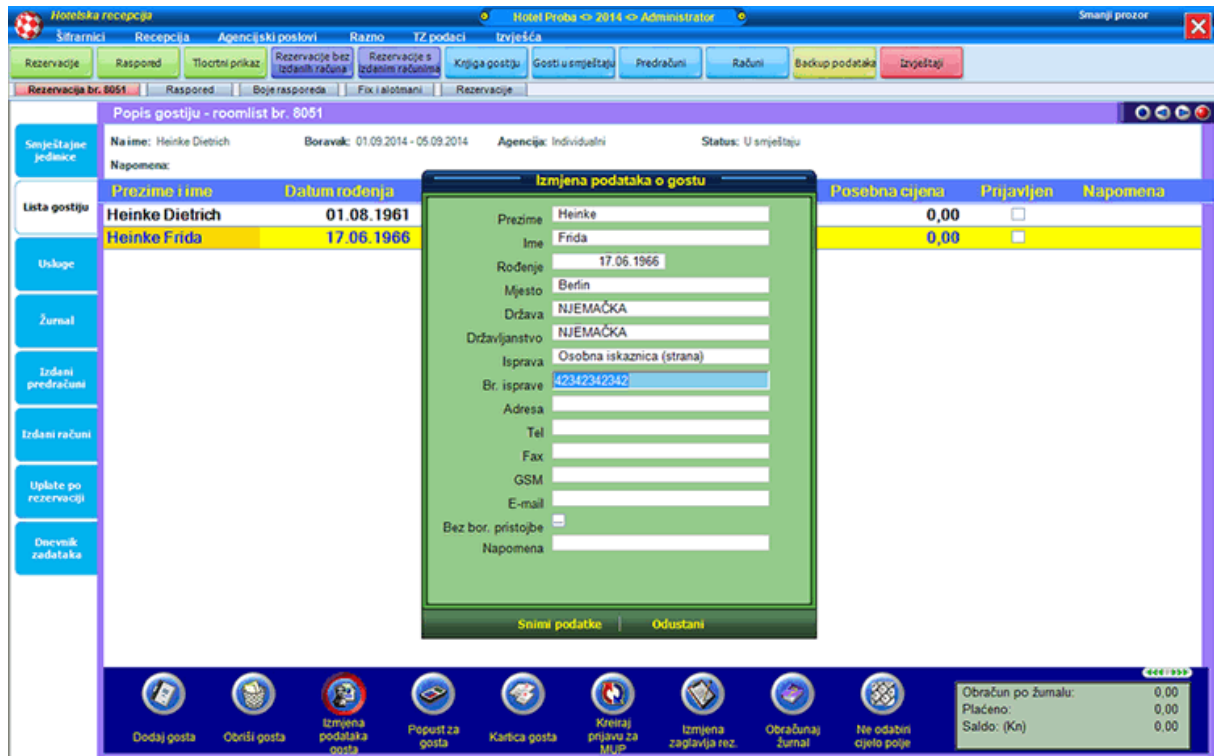 Hotelska recepcija
Hotel Proba <> 2014 <> Administrator
Smanji prozor
Šifrarnici Recepcija Agencijski poslovi Razno TZ podaci Izvješća
Rezervacije Raspored Tlocrtni prikaz Rezervacije bez izdanih računa Rezervacije s izdanim računima Knjiga gostiju Gosti u smještaju Predračuni Računi Backup podataka Izvještaji
Rezervacija br. 8051 Raspored Boje rasporeda Fix i alotmani Rezervacije
Popis gostiju - roomlist br. 8051
Na ime: Heinke Dietrich Boravak: 01.09.2014 - 05.09.2014 Agencija: Individualni Status: U smještaju
Napomena:
Smještajne jedinice
Lista gostiju
Usluge
Žurnal
Izdani predračuni
Izdani računi
Uplate po rezervaciji
Dnevnik zadataka
Prezime i ime Datum rođenja Posebna cijena Prijavljen Napomena
Heinke Dietrich 01.08.1961 0,00
Heinke Frida 17.06.1966 0,00
Izmjena podataka o gostu
Prezime Heinke
Ime Frida
Rođenje 17.06.1966
Mjesto Berlin
Država NJEMAČKA
Državljanstvo NJEMAČKA
Isprava Osobna iskaznica (strana)
Br. isprave 42342342342
Adresa
Tel
Fax
GSM
E-mail
Bez bor. pristojbe
Napomena
Snimi podatke | Odustani
Dodaj gosta
Obriši gosta
Izmjena podataka gosta
Popust za gosta
Kartica gosta
Kreiraj prijavu za MUP
Izmjena zaglavlja rez.
Obračunaj žurnal
Ne odabiri cijelo polje
Obračun po žurnalu: 0,00
Plaćeno: 0,00
Saldo: (Kn) 0,00